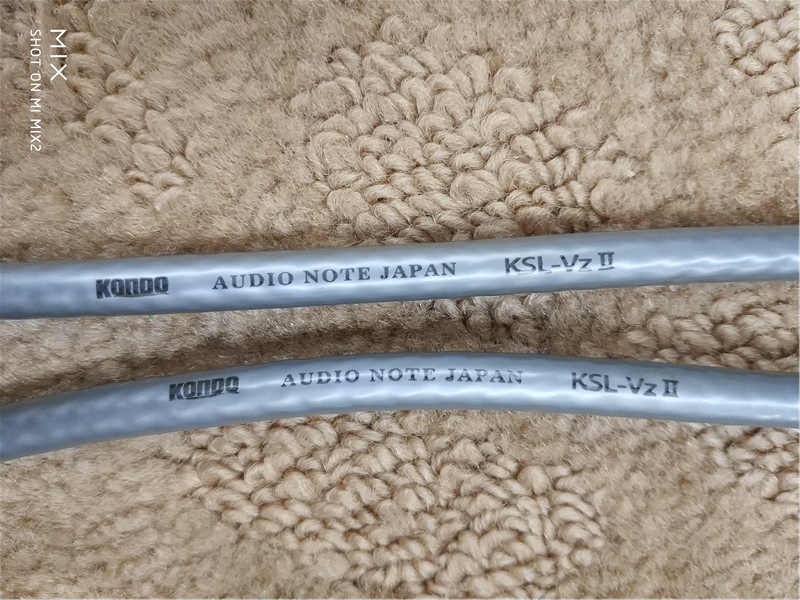 MIX
SHOT ON MI MIX2
KONDO AUDIO NOTE JAPAN KSL-Vz II
KONDO AUDIO NOTE JAPAN KSL-Vz II